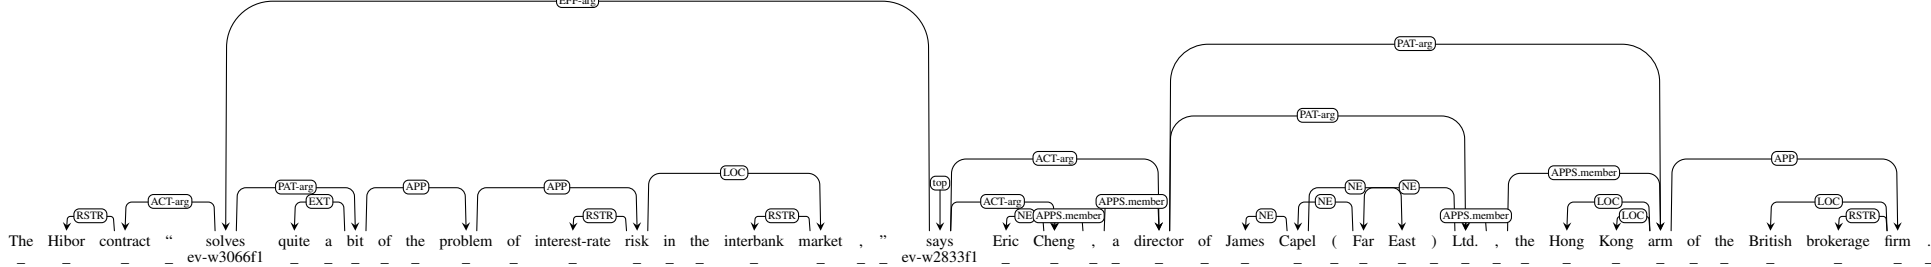 EFF-arg
PAT-arg
PAT-arg
ACT-arg APP
LOC APPS.member
top
PAT-arg APP APP NE NE
ACT-arg EXT ACT-arg APPS.member NE LOC LOC
RSTR RSTR RSTR NE APPS.member NE APPS.member LOC RSTR
The Hibor contract “ solves quite a bit of the problem of interest-rate risk in the interbank market , ” says Eric Cheng , a director of James Capel ( Far East ) Ltd. , the Hong Kong arm of the British brokerage firm .
_ _ _ _ ev-w3066f1 _ _ _ _ _ _ _ _ _ _ _ _ _ _ _ ev-w2833f1 _ _ _ _ _ _ _ _ _ _ _ _ _ _ _ _ _ _ _ _ _ _ _ _